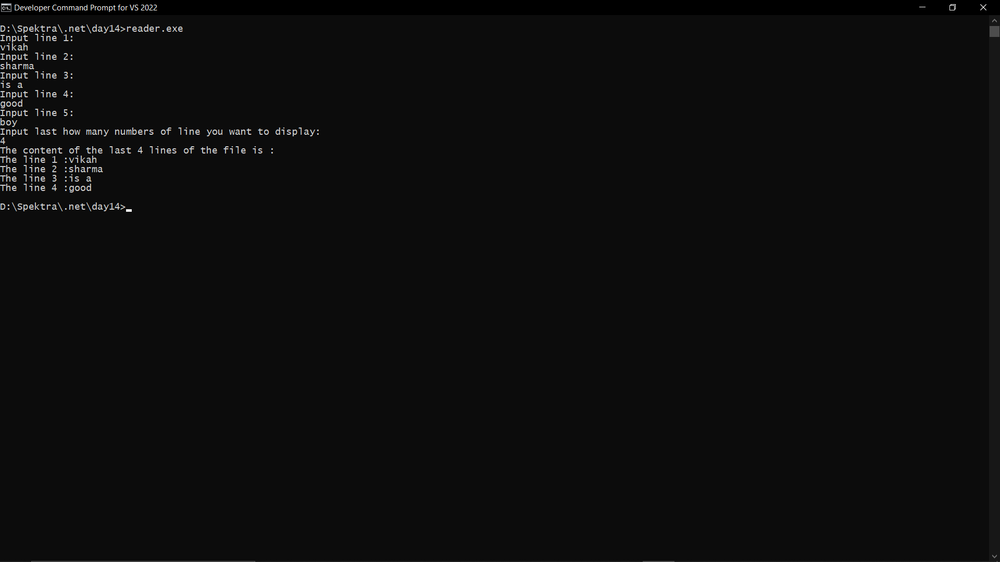 Developer Command Prompt for VS 2022
D:\Spektra\.net\day14>reader.exe
Input line 1:
vikah
Input line 2:
sharma
Input line 3:
is a
Input line 4:
good
Input line 5:
boy
Input last how many numbers of line you want to display:
4
The content of the last 4 lines of the file is :
The line 1 :vikah
The line 2 :sharma
The line 3 :is a
The line 4 :good
D:\Spektra\.net\day14>